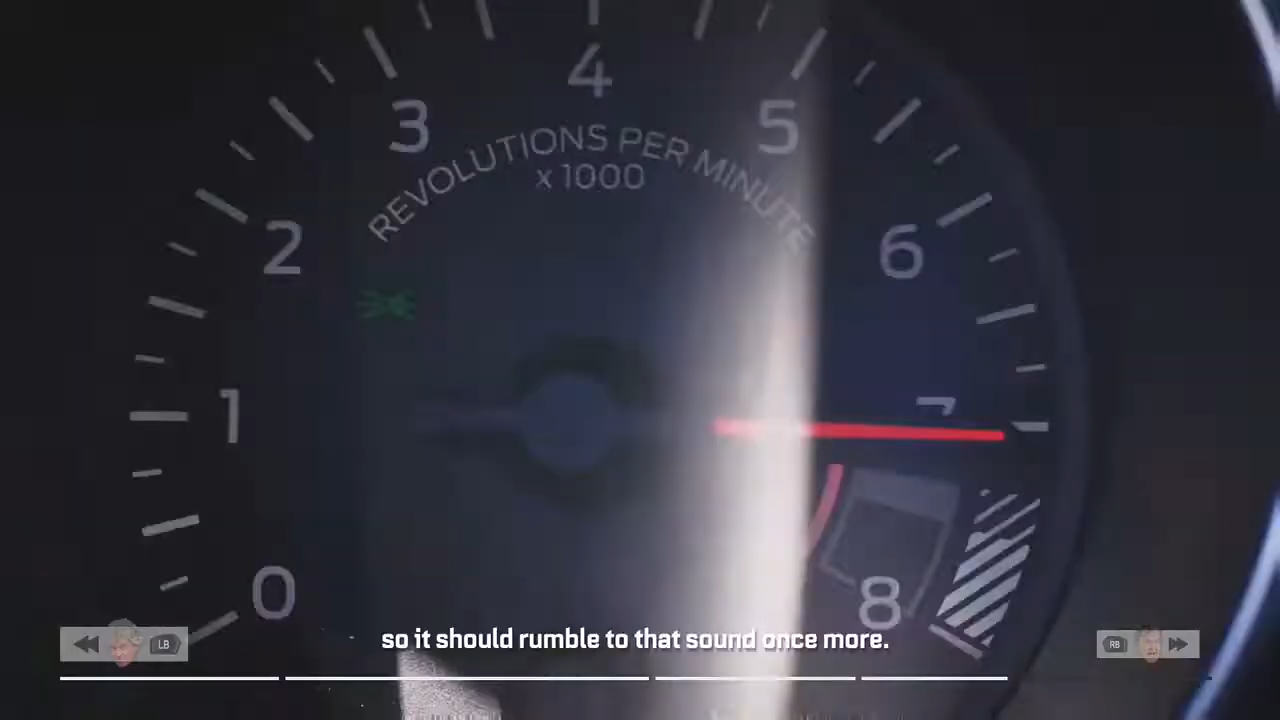 4
3
5
REVOLUTIONS PER MINUTE
x 1000
2
6
1
7
0
8
so it should rumble to that sound once more.
LB
RB